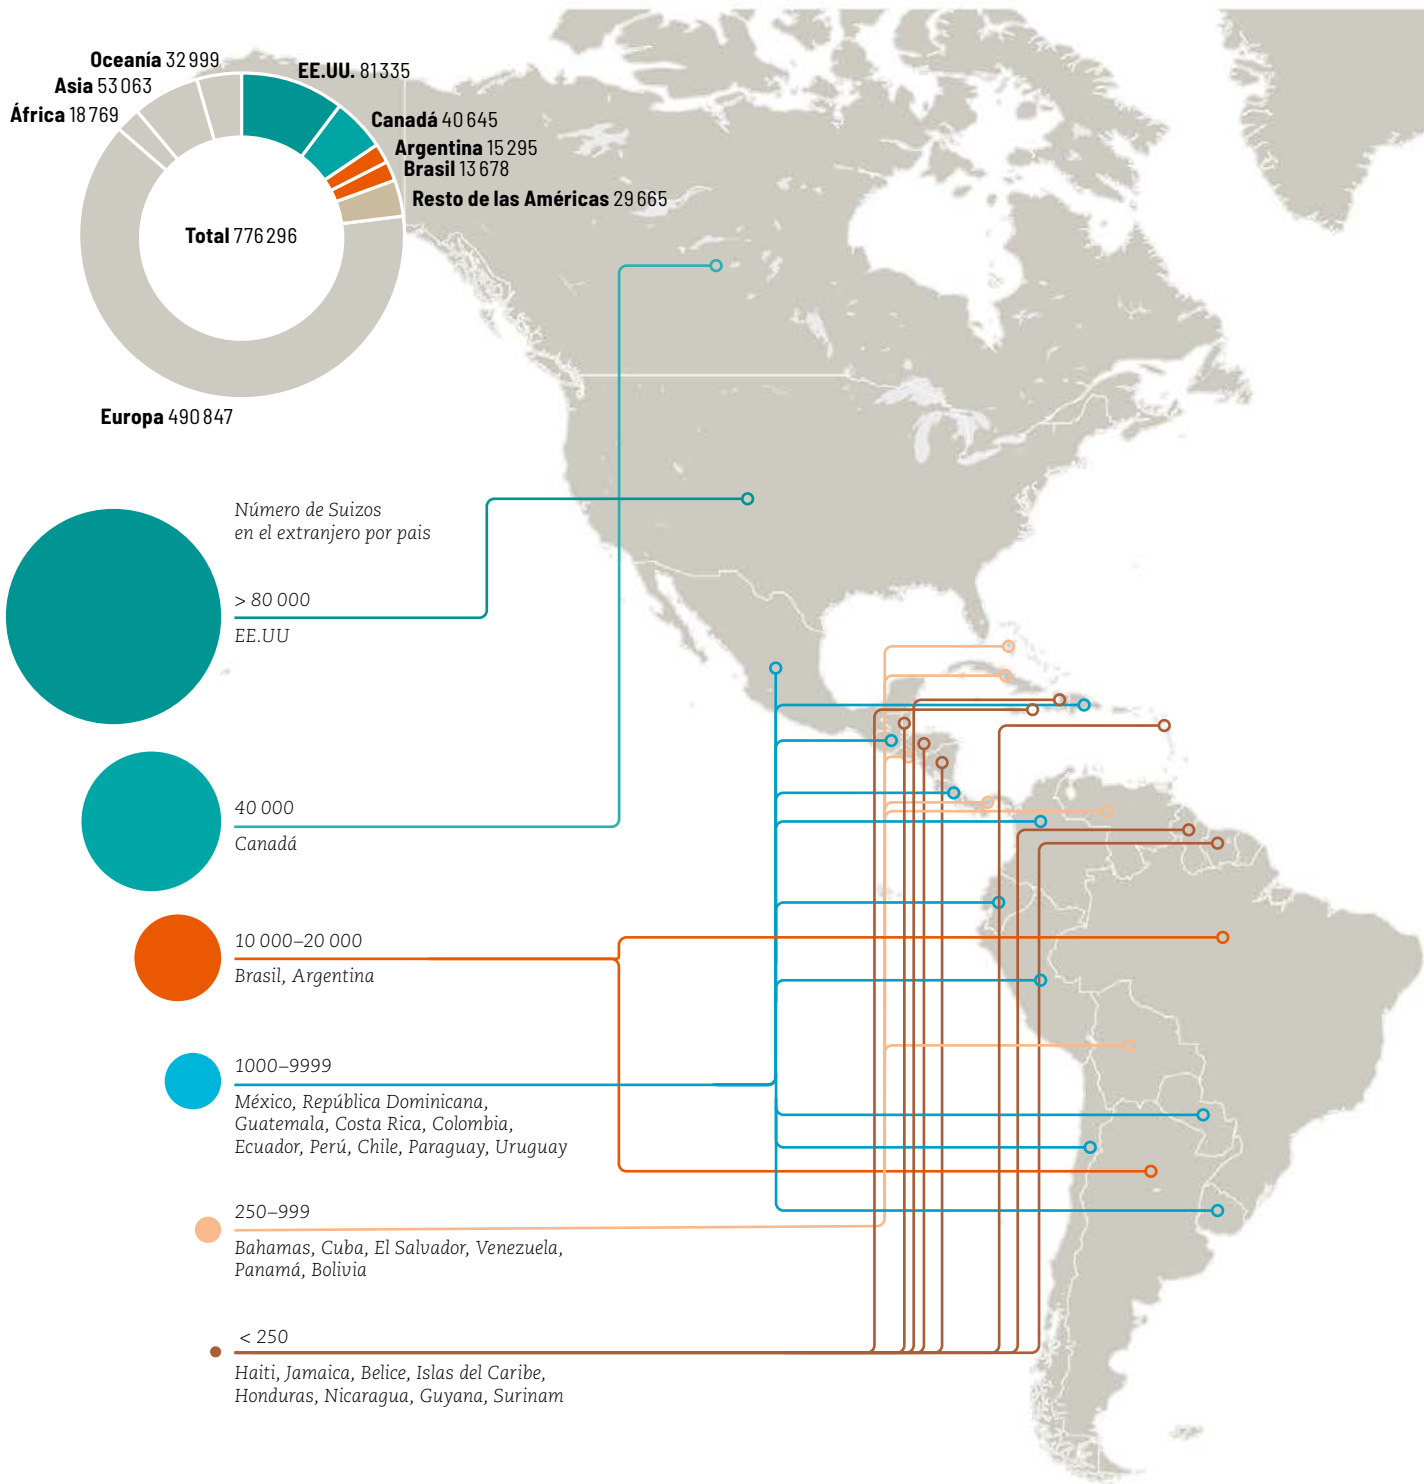 Oceanía 32 999
Asia 53 063
África 18 769
EE.UU. 81 335
Canadá 40 645
Argentina 15 295
Brasil 13 678
Resto de las Américas 29 665
Total 776 296
Europa 490 847
Número de Suizos
en el extranjero por pais
> 80 000
EE.UU
40 000
Canadá
10 000–20 000
Brasil, Argentina
1000–9999
México, República Dominicana,
Guatemala, Costa Rica, Colombia,
Ecuador, Perú, Chile, Paraguay, Uruguay
250–999
Bahamas, Cuba, El Salvador, Venezuela,
Panamá, Bolivia
< 250
Haiti, Jamaica, Belice, Islas del Caribe,
Honduras, Nicaragua, Guyana, Surinam